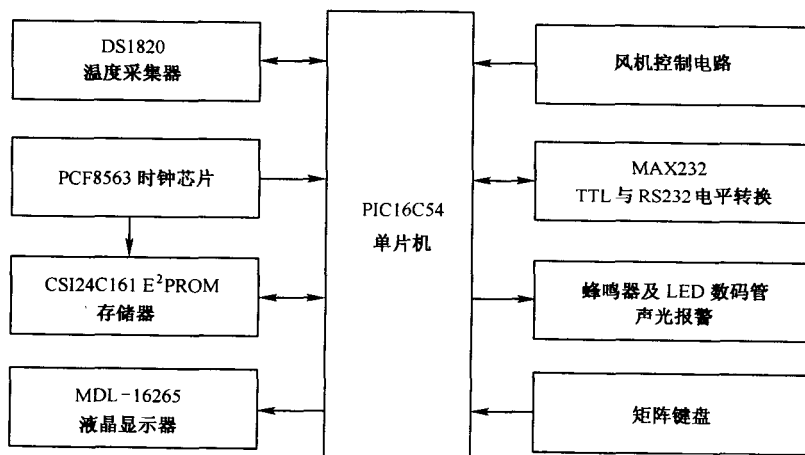 DS1820
温度采集器
PCF8563 时钟芯片
CSI24C161 E²PROM
存储器
MDL-16265
液晶显示器
PIC16C54
单片机
风机控制电路
MAX232
TTL 与 RS232 电平转换
蜂鸣器及 LED 数码管
声光报警
矩阵键盘